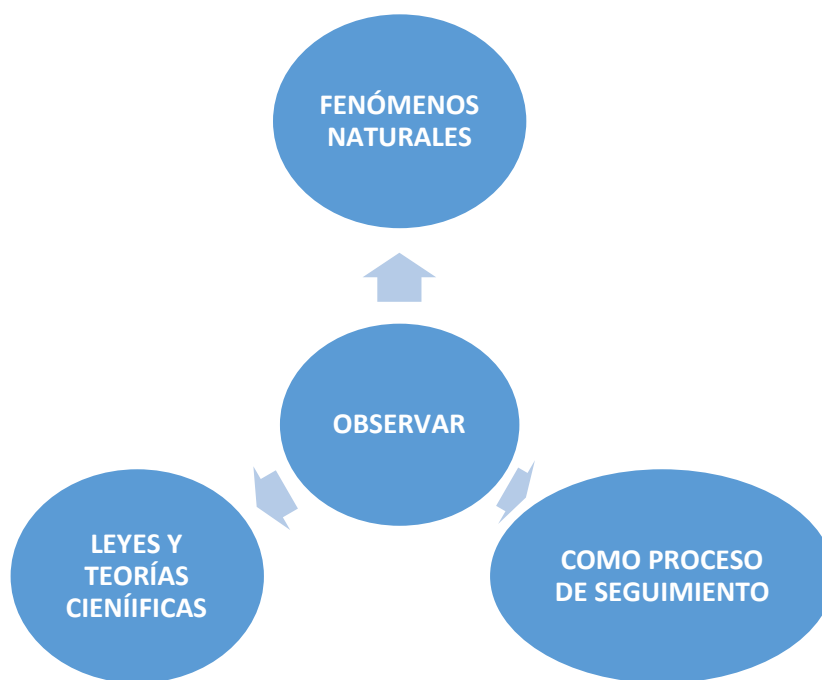 FENÓMENOS
NATURALES
OBSERVAR
LEYES Y
TEORÍAS
CIENÍIFICAS
COMO PROCESO
DE SEGUIMIENTO